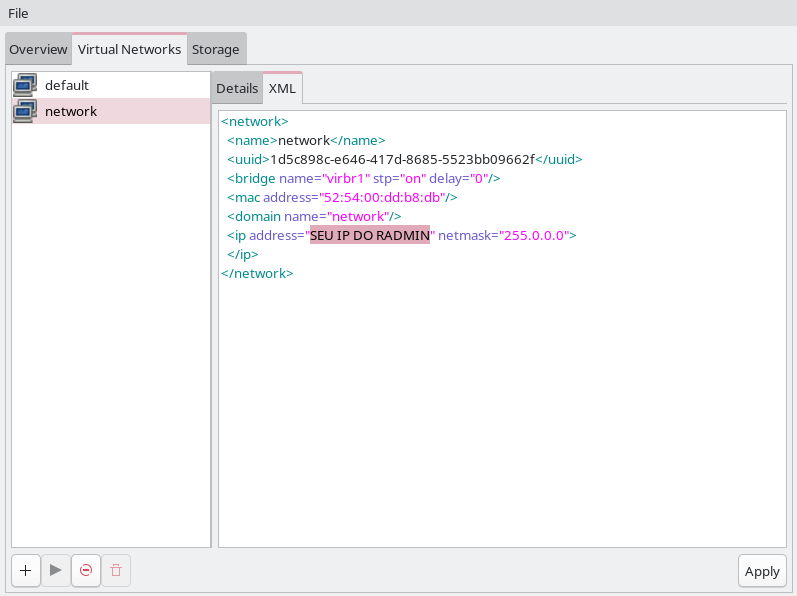 File
Overview Virtual Networks Storage
default
network
Details XML
<network>
  <name>network</name>
  <uuid>1d5c898c-e646-417d-8685-5523bb09662f</uuid>
  <bridge name="virbr1" stp="on" delay="0"/>
  <mac address="52:54:00:dd:b8:db"/>
  <domain name="network"/>
  <ip address="SEU IP DO RADMIN" netmask="255.0.0.0">
  </ip>
</network>
Apply